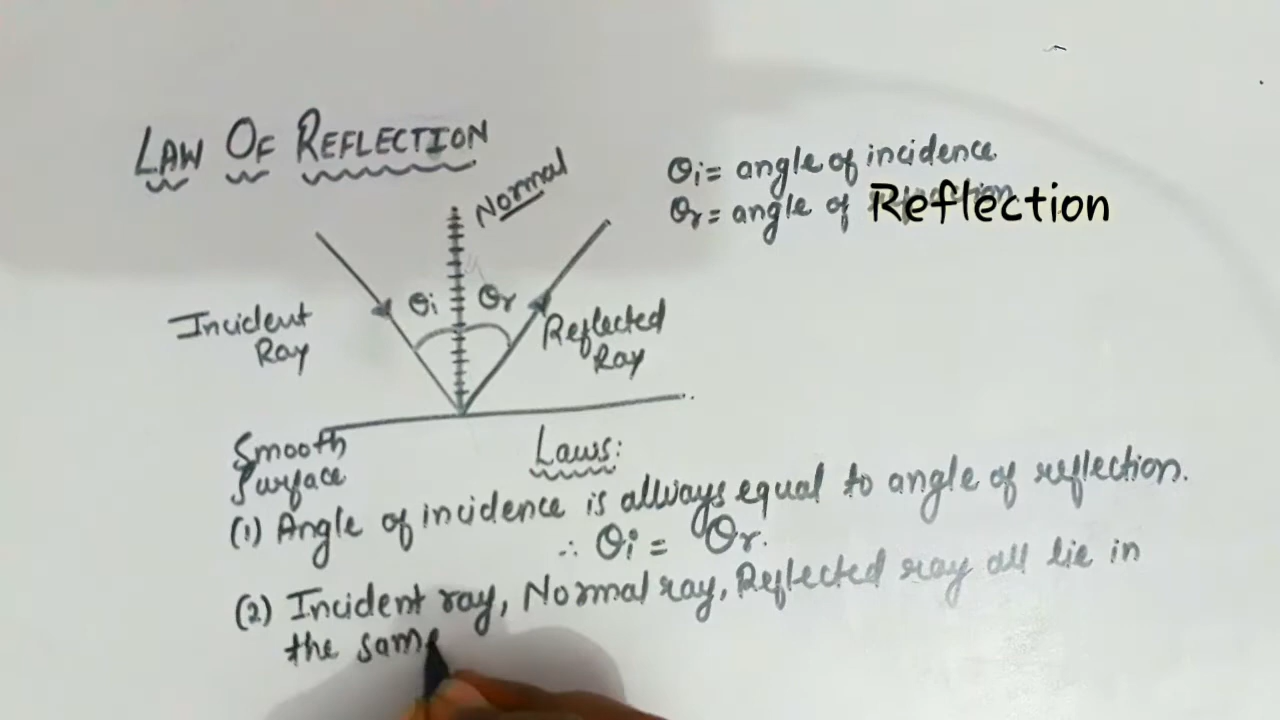 LAW OF REFLECTION
Normal
θi = angle of incidence
θr = angle of Reflection
θi
θr
Incident
Ray
Reflected
Ray
Smooth
Surface
Laws:
(1) Angle of incidence is allways equal to angle of reflection.
∴ θi = θr.
(2) Incident ray, Normal ray, Reflected ray all lie in
the same